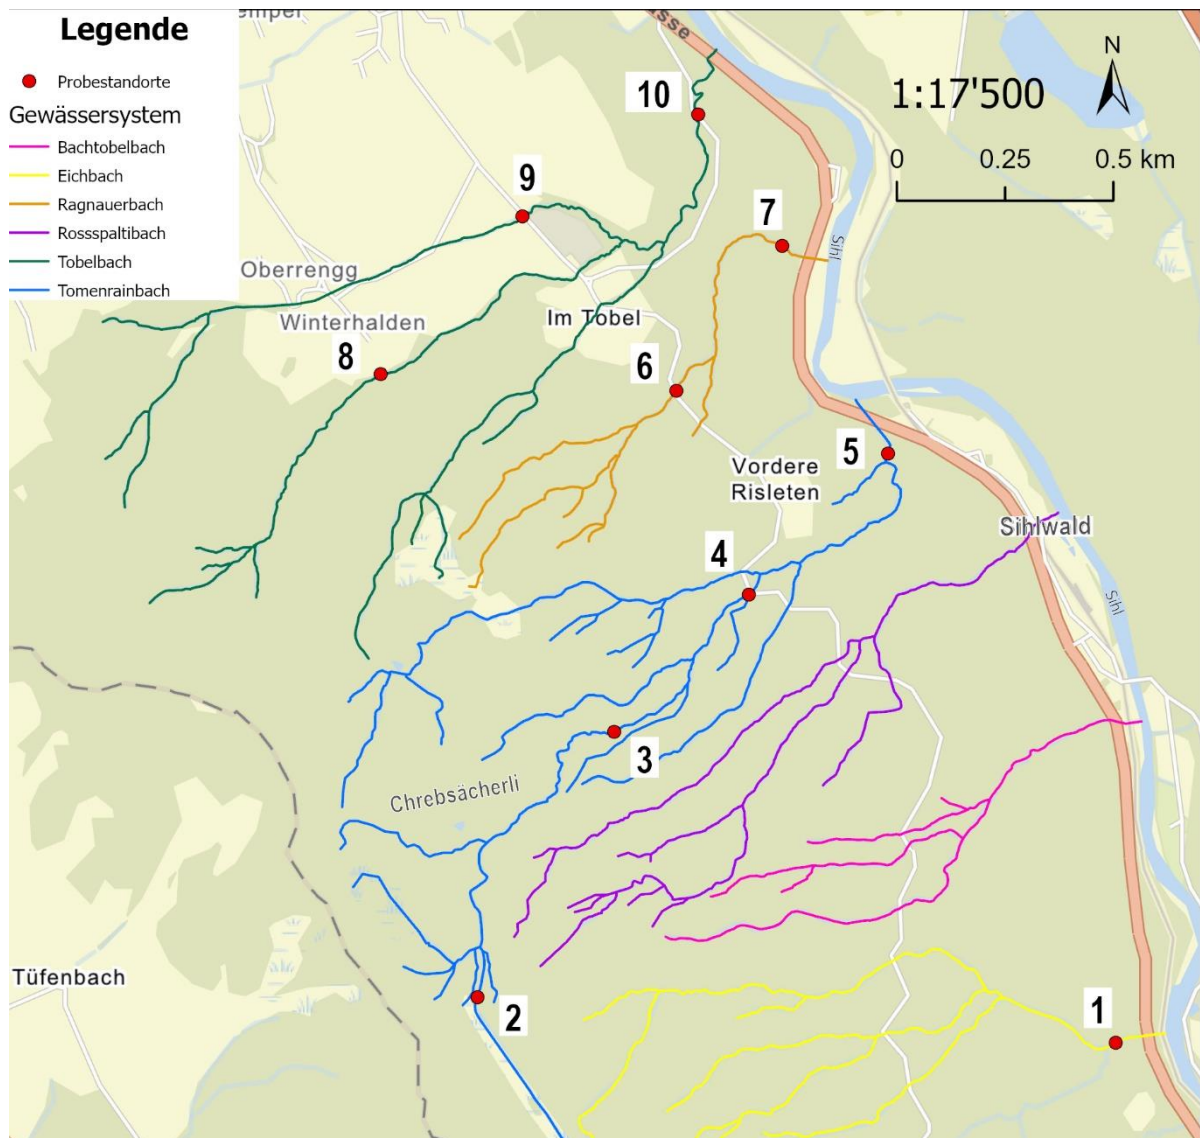 Legende
Probestandorte
Gewässersystem
Bachtobelbach
Eichbach
Ragnauerbach
Rossspaltibach
Tobelbach
Tomenrainbach
1:17'500
N
0 0.25 0.5 km
10
9
7
Sihl
Oberrengg
Winterhalden
Im Tobel
8
6
5
Vordere
Risleten
Sihlwald
4
Sihl
3
Chrebsächerli
Tüfenbach
2
1